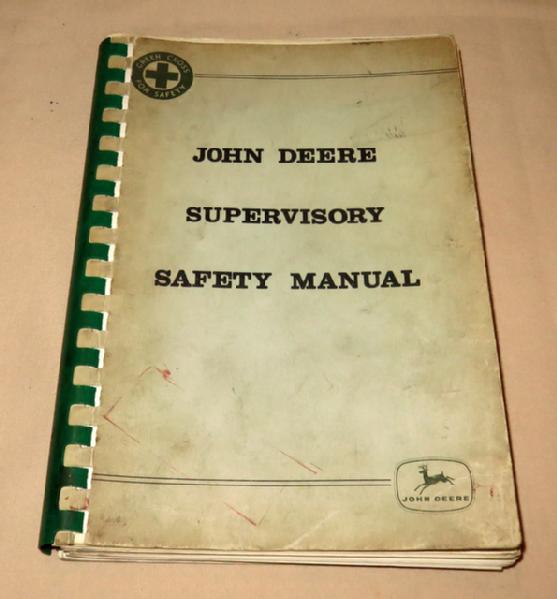 GREEN CROSS
FOR SAFETY
JOHN DEERE
SUPERVISORY
SAFETY MANUAL
JOHN DEERE